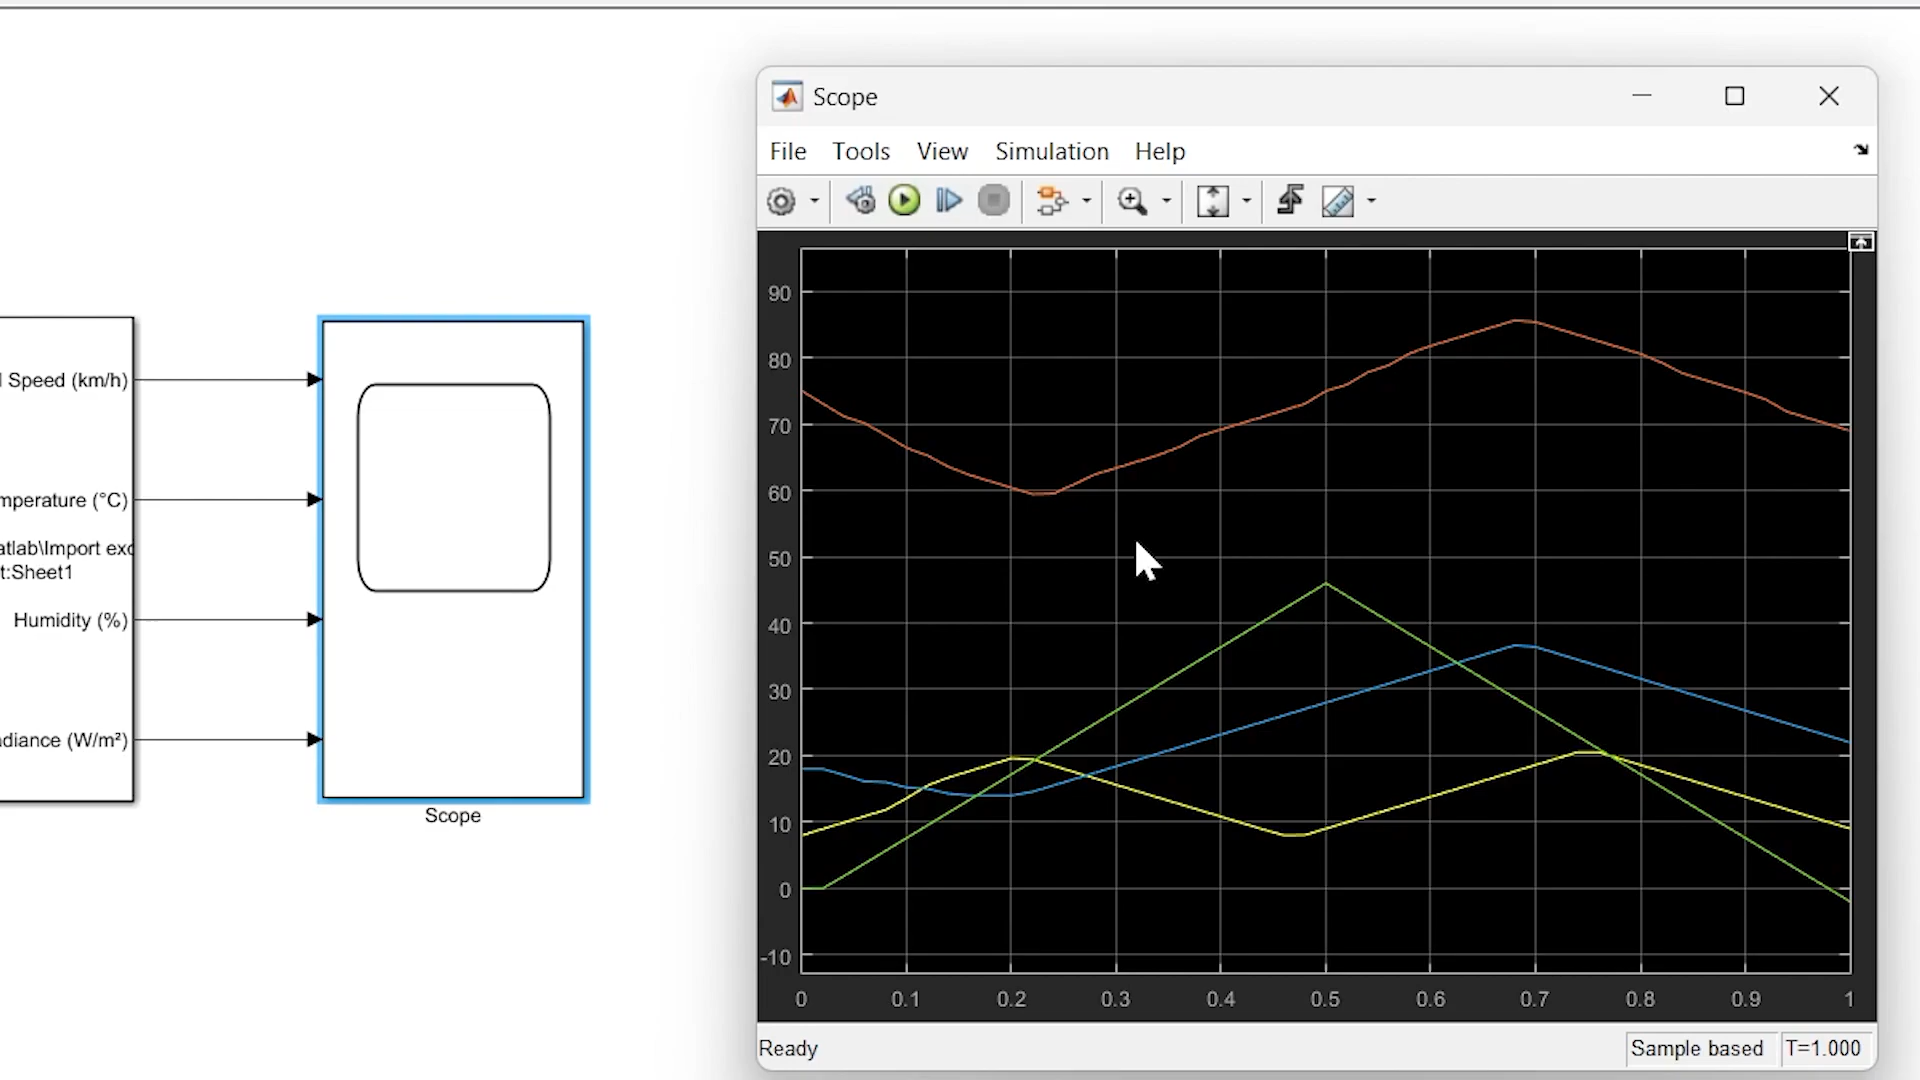 Scope
File Tools View Simulation Help
l Speed (km/h)
mperature (°C)
atlab\Import exc
t:Sheet1
Humidity (%)
adiance (W/m²)
Scope
90
80
70
60
50
40
30
20
10
0
-10
0 0.1 0.2 0.3 0.4 0.5 0.6 0.7 0.8 0.9 1
Ready Sample based T=1.000